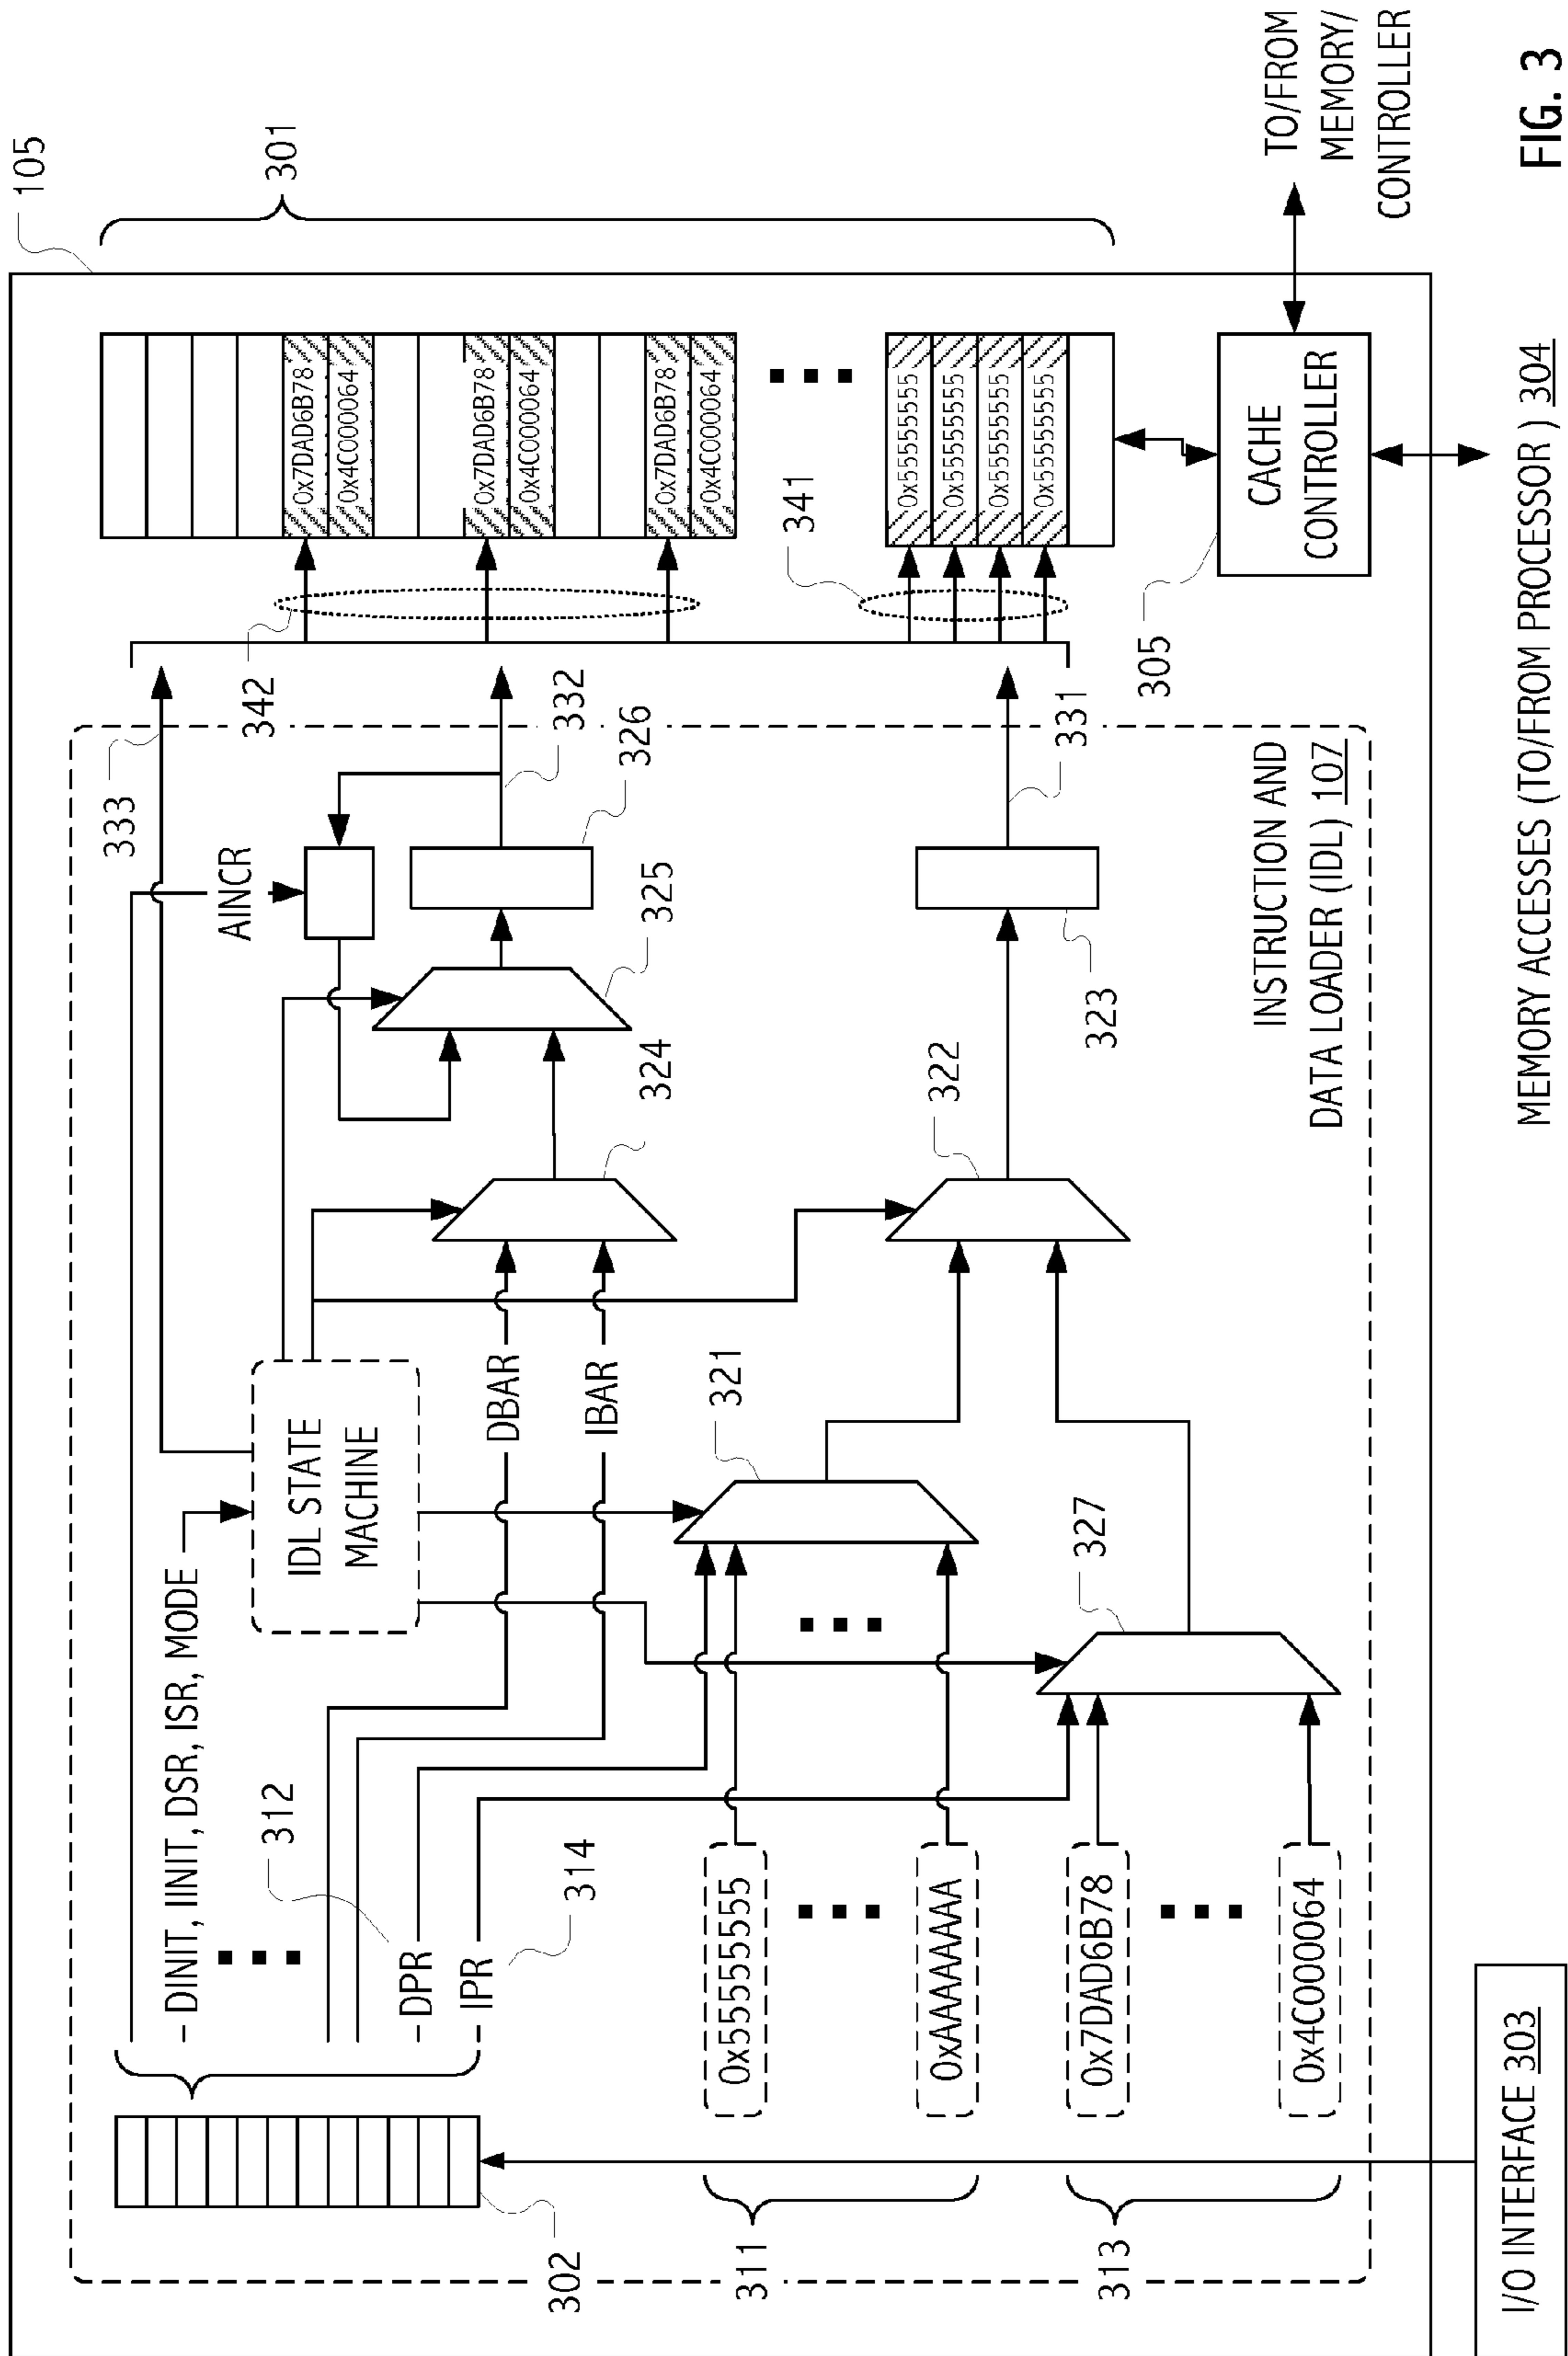 105
301
333
342
AINCR
332
326
325
324
DINIT, IINIT, DSR, ISR, MODE
IDL STATE
MACHINE
DBAR
IBAR
312
DPR
IPR
314
302
0x55555555
0xAAAAAAAA
311
0x7DAD6B78
0x4C000064
313
321
327
322
323
331
INSTRUCTION AND
DATA LOADER (IDL) 107
0x7DAD6B78
0x4C000064
0x7DAD6B78
0x4C000064
0x7DAD6B78
0x4C000064
341
0x55555555
0x55555555
0x55555555
0x55555555
305
CACHE
CONTROLLER
TO/FROM
MEMORY/
CONTROLLER
I/O INTERFACE 303
MEMORY ACCESSES (TO/FROM PROCESSOR ) 304
FIG. 3